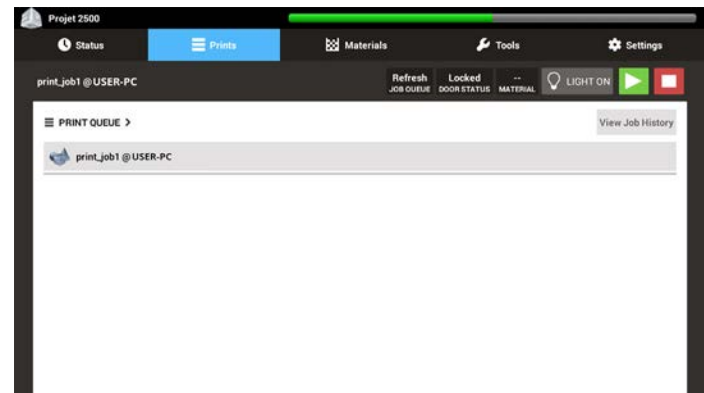 Projet 2500
Status Prints Materials Tools Settings
print_job1 @ USER-PC Refresh JOB QUEUE Locked DOOR STATUS -- MATERIAL LIGHT ON
PRINT QUEUE > View Job History
print_job1 @ USER-PC